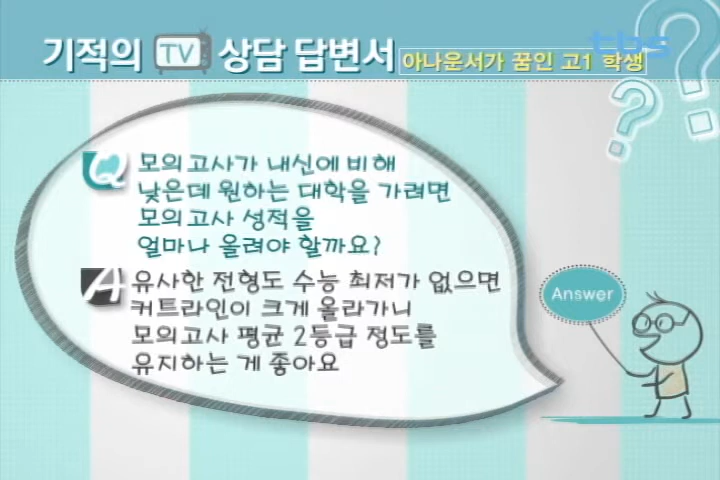 기적의 TV 상담 답변서 아나운서가 꿈인 고1 학생
tbs
Q 모의고사가 내신에 비해
낮은데 원하는 대학을 가려면
모의고사 성적을
얼마나 올려야 할까요?
A 유사한 전형도 수능 최저가 없으면
커트라인이 크게 올라가니
모의고사 평균 2등급 정도를
유지하는 게 좋아요
Answer